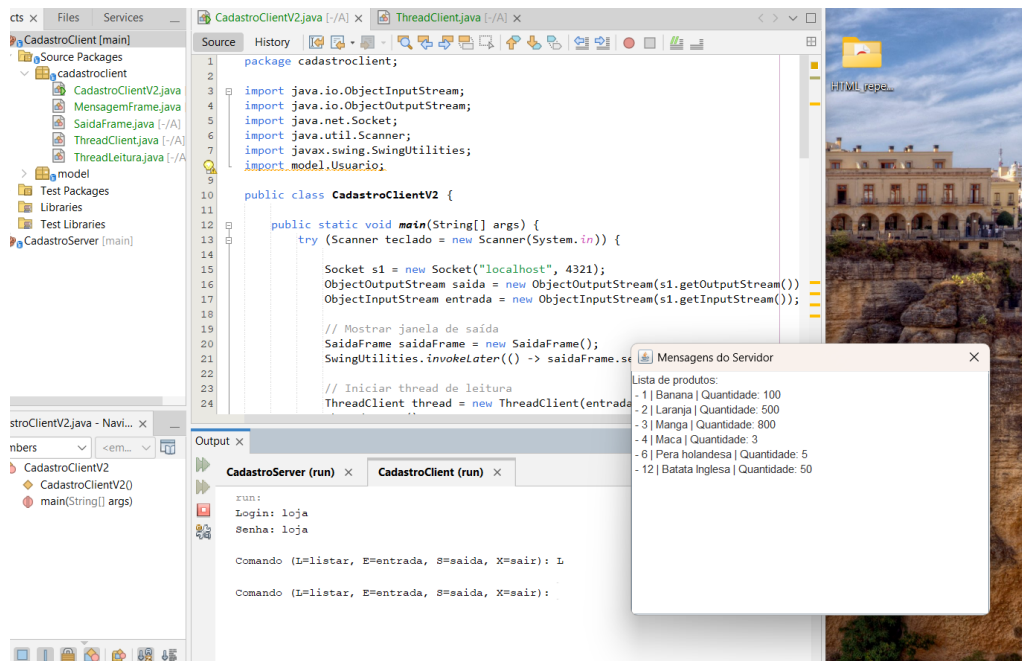 cts
Files
Services
CadastroClient [main]
Source Packages
cadastroclient
CadastroClientV2.java
MensagemFrame.java
SaidaFrame.java [-/A]
ThreadClient.java [-/A]
ThreadLeitura.java [-/A
model
Test Packages
Libraries
Test Libraries
CadastroServer [main]
stroClientV2.java - Navi...
mbers
<em...
CadastroClientV2
CadastroClientV2()
main(String[] args)
CadastroClientV2.java [-/A]
ThreadClient.java [-/A]
Source
History
1 package cadastroclient;
2
3 import java.io.ObjectInputStream;
4 import java.io.ObjectOutputStream;
5 import java.net.Socket;
6 import java.util.Scanner;
7 import javax.swing.SwingUtilities;
import model.Usuario;
9
10 public class CadastroClientV2 {
11
12 public static void main(String[] args) {
13 try (Scanner teclado = new Scanner(System.in)) {
14
15 Socket s1 = new Socket("localhost", 4321);
16 ObjectOutputStream saida = new ObjectOutputStream(s1.getOutputStream())
17 ObjectInputStream entrada = new ObjectInputStream(s1.getInputStream());
18
19 // Mostrar janela de saída
20 SaidaFrame saidaFrame = new SaidaFrame();
21 SwingUtilities.invokeLater(() -> saidaFrame.se
22
23 // Iniciar thread de leitura
24 ThreadClient thread = new ThreadClient(entrada
Output
CadastroServer (run)
CadastroClient (run)
run:
Login: loja
Senha: loja
Comando (L=listar, E=entrada, S=saida, X=sair): L
Comando (L=listar, E=entrada, S=saida, X=sair):
HTML_repe...
Mensagens do Servidor
Lista de produtos:
- 1 | Banana | Quantidade: 100
- 2 | Laranja | Quantidade: 500
- 3 | Manga | Quantidade: 800
- 4 | Maca | Quantidade: 3
- 6 | Pera holandesa | Quantidade: 5
- 12 | Batata Inglesa | Quantidade: 50